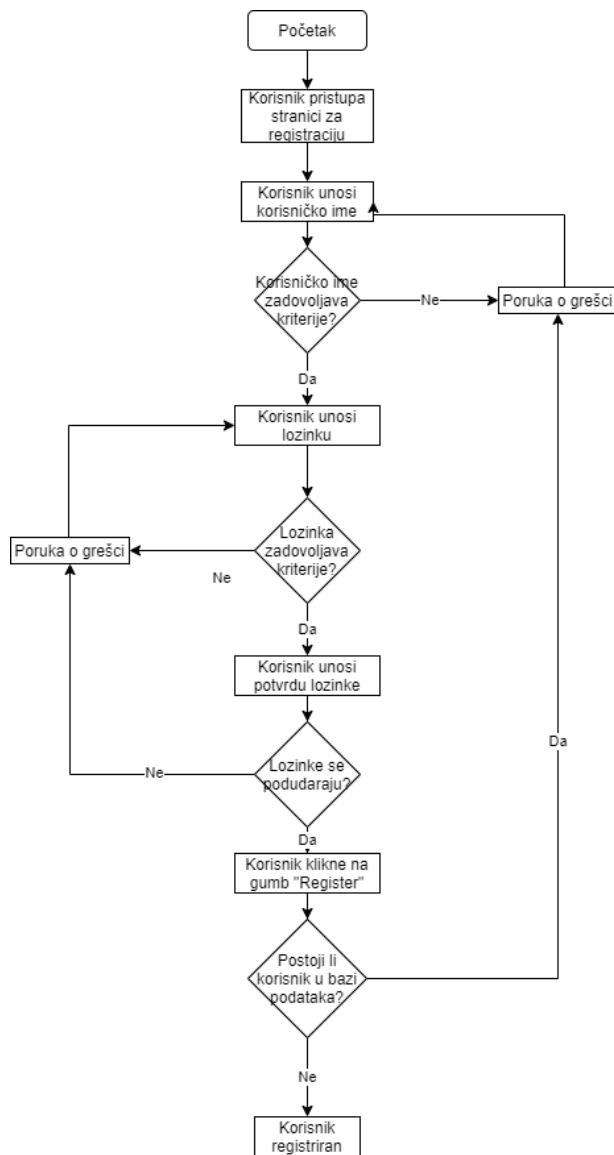 Početak
Korisnik pristupa
stranici za
registraciju
Korisnik unosi
korisničko ime
Korisničko ime
zadovoljava
kriterije?
Ne
Poruka o grešci
Da
Korisnik unosi
lozinku
Lozinka
zadovoljava
kriterije?
Poruka o grešci
Ne
Da
Korisnik unosi
potvrdu lozinke
Da
Lozinke se
podudaraju?
Ne
Da
Korisnik klikne na
gumb "Register"
Postoji li
korisnik u bazi
podataka?
Ne
Korisnik
registriran